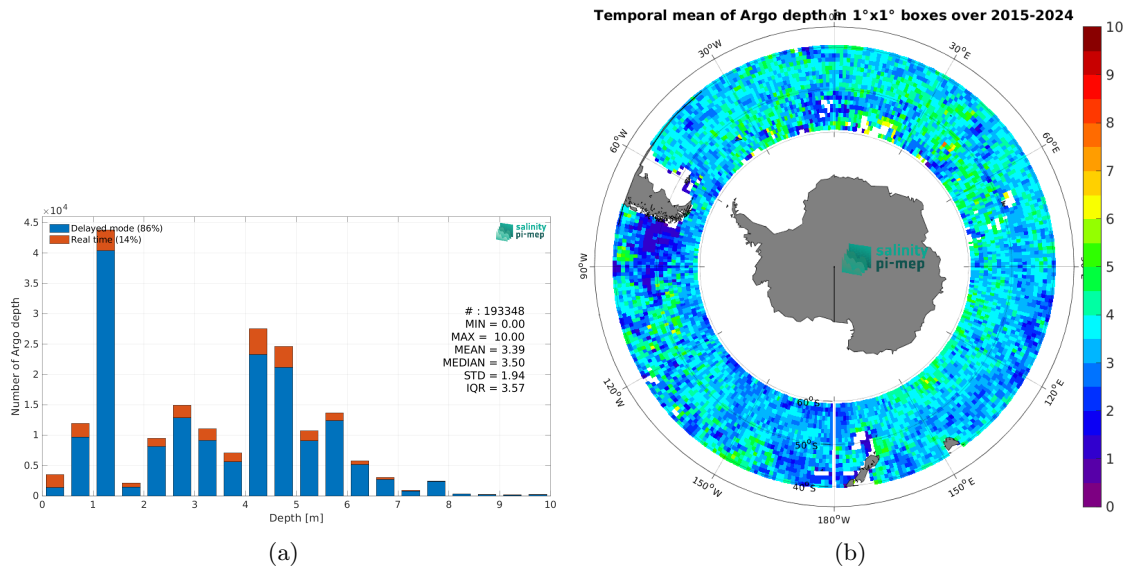 ×10⁴
Delayed mode (86%)
Real time (14%)
salinity
pi-mep
4.5
4
3.5
3
2.5
2
1.5
1
0.5
0
Number of Argo depth
# : 193348
MIN = 0.00
MAX = 10.00
MEAN = 3.39
MEDIAN = 3.50
STD = 1.94
IQR = 3.57
0 1 2 3 4 5 6 7 8 9 10
Depth [m]
(a)
Temporal mean of Argo depth in 1°x1° boxes over 2015-2024
30°W
30°E
60°W
60°E
90°W
salinity
pi-mep
120°W
120°E
150°W
150°E
180°W
60°S
50°S
40°S
10
9
8
7
6
5
4
3
2
1
0
(b)